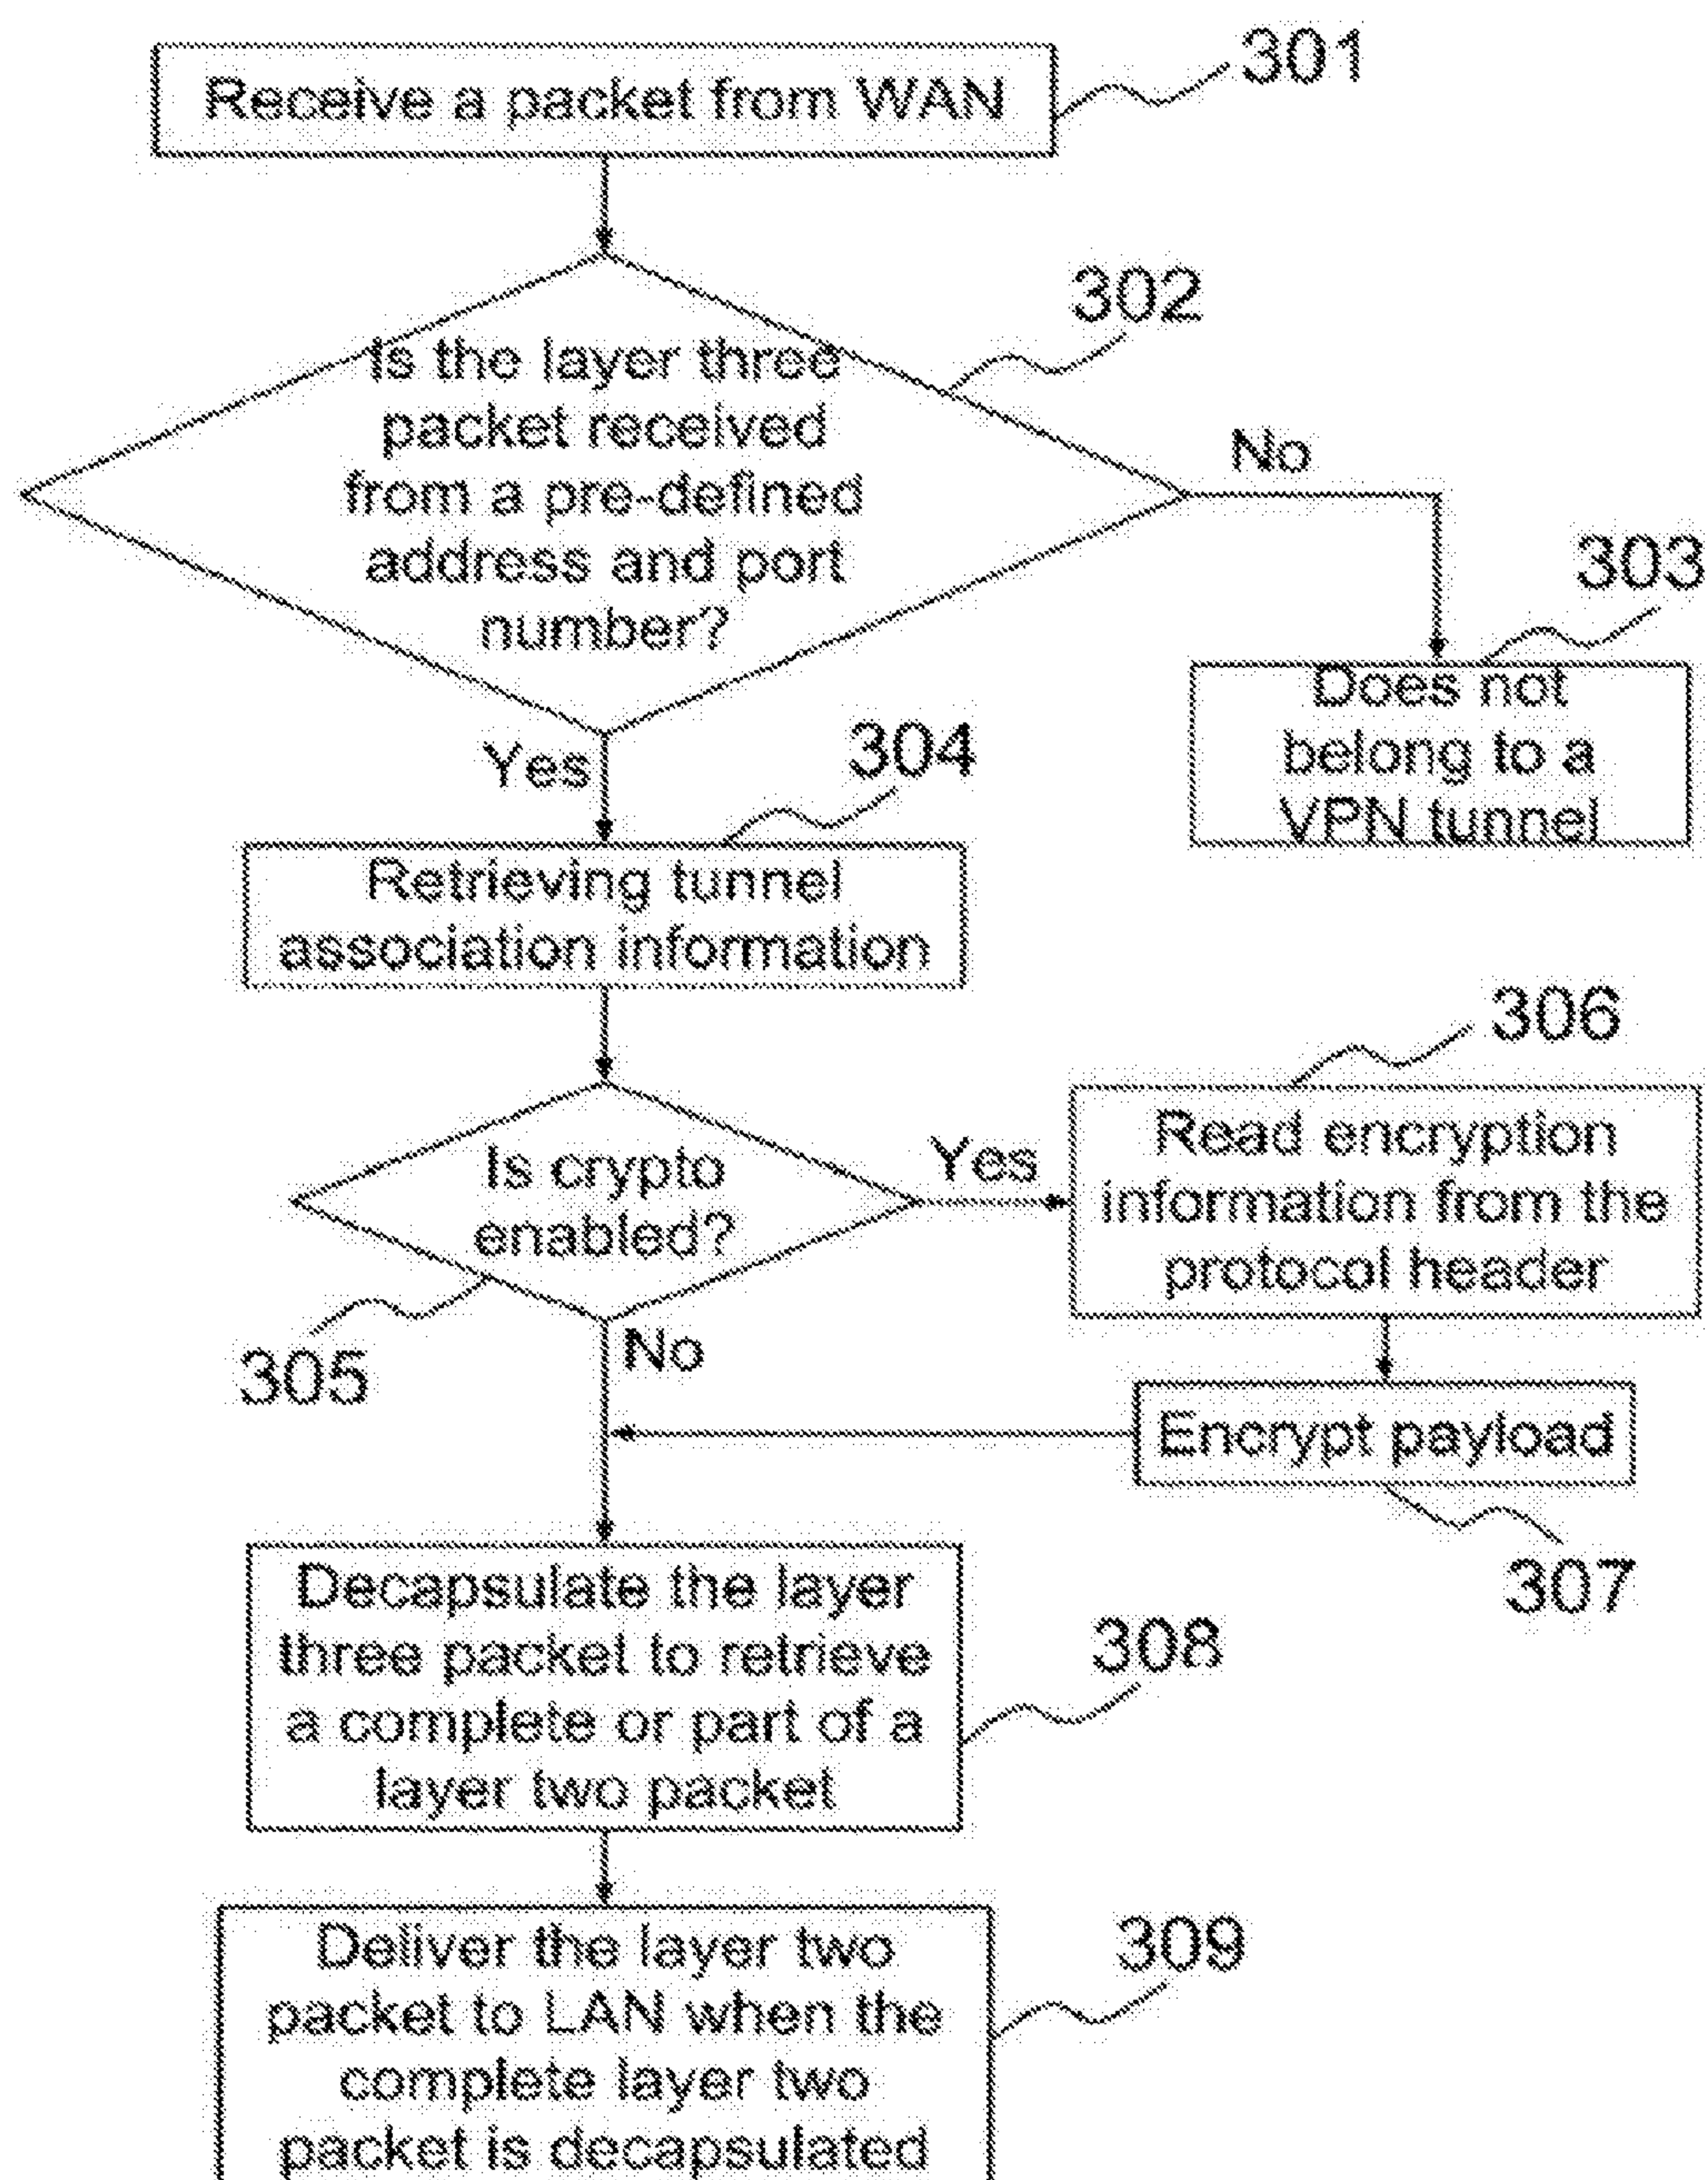 Receive a packet from WAN
301
302
Is the layer three
packet received
from a pre-defined
address and port
number?
No
303
Does not
belong to a
VPN tunnel
Yes
304
Retrieving tunnel
association information
306
Is crypto
enabled?
Yes
Read encryption
information from the
protocol header
305
No
Encrypt payload
307
Decapsulate the layer
three packet to retrieve
a complete or part of a
layer two packet
308
Deliver the layer two
packet to LAN when the
complete layer two
packet is decapsulated
309